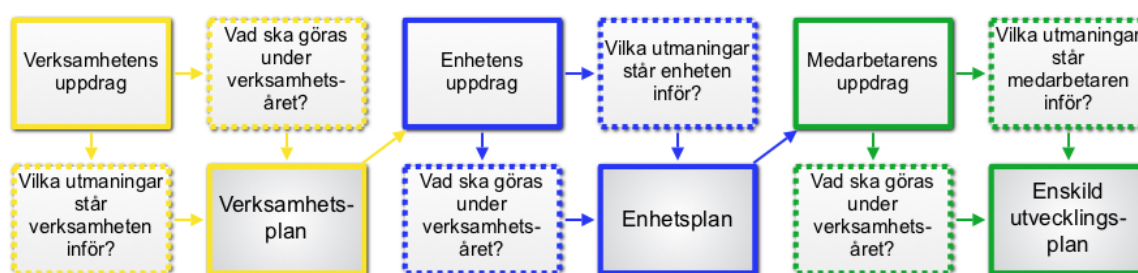 Verksamhetens
uppdrag
Vad ska göras
under
verksamhets-
året?
Vilka utmaningar
står
verksamheten
inför?
Verksamhets-
plan
Enhetens
uppdrag
Vilka utmaningar
står enheten
inför?
Vad ska göras
under
verksamhets-
året?
Enhetsplan
Medarbetarens
uppdrag
Vilka utmaningar
står
medarbetaren
inför?
Vad ska göras
under
verksamhets-
året?
Enskild
utvecklings-
plan